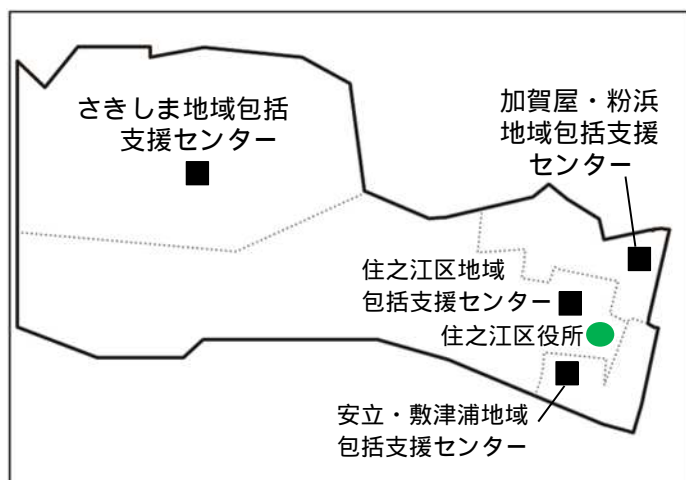 さきしま地域包括
支援センター
加賀屋・粉浜
地域包括支援
センター
住之江区地域
包括支援センター
住之江区役所
安立・敷津浦地域
包括支援センター